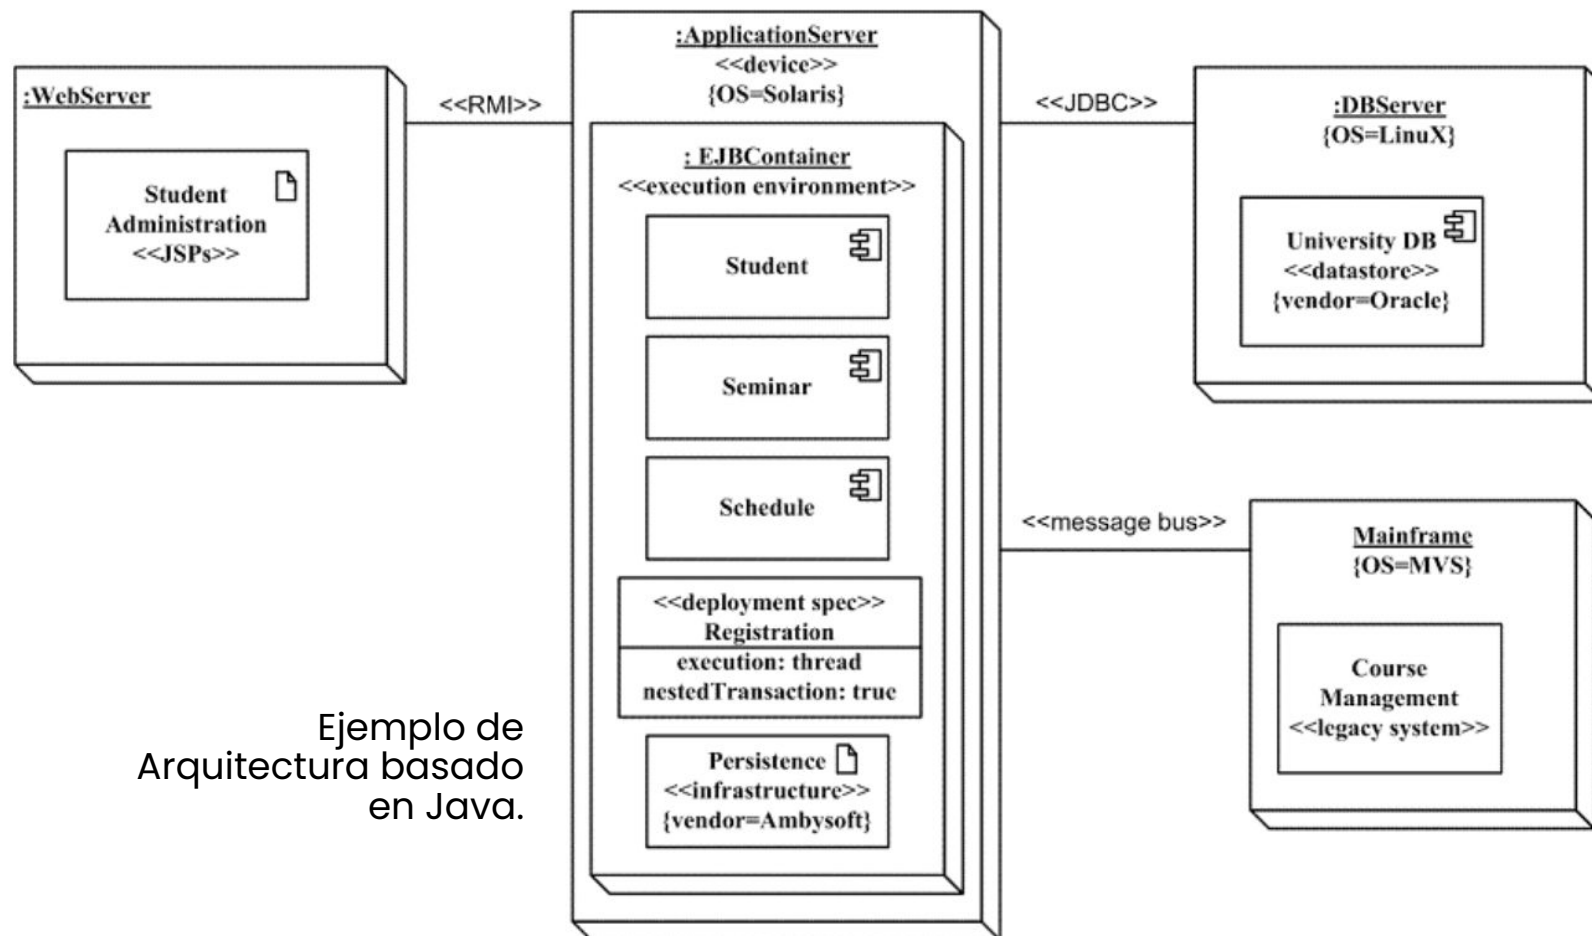 :WebServer
Student
Administration
<<JSPs>>
<<RMI>>
:ApplicationServer
<<device>>
{OS=Solaris}
: EJBContainer
<<execution environment>>
Student
Seminar
Schedule
<<deployment spec>>
Registration
execution: thread
nestedTransaction: true
Persistence
<<infrastructure>>
{vendor=Ambysoft}
<<JDBC>>
:DBServer
{OS=LinuX}
University DB
<<datastore>>
{vendor=Oracle}
<<message bus>>
Mainframe
{OS=MVS}
Course
Management
<<legacy system>>
Ejemplo de
Arquitectura basado
en Java.